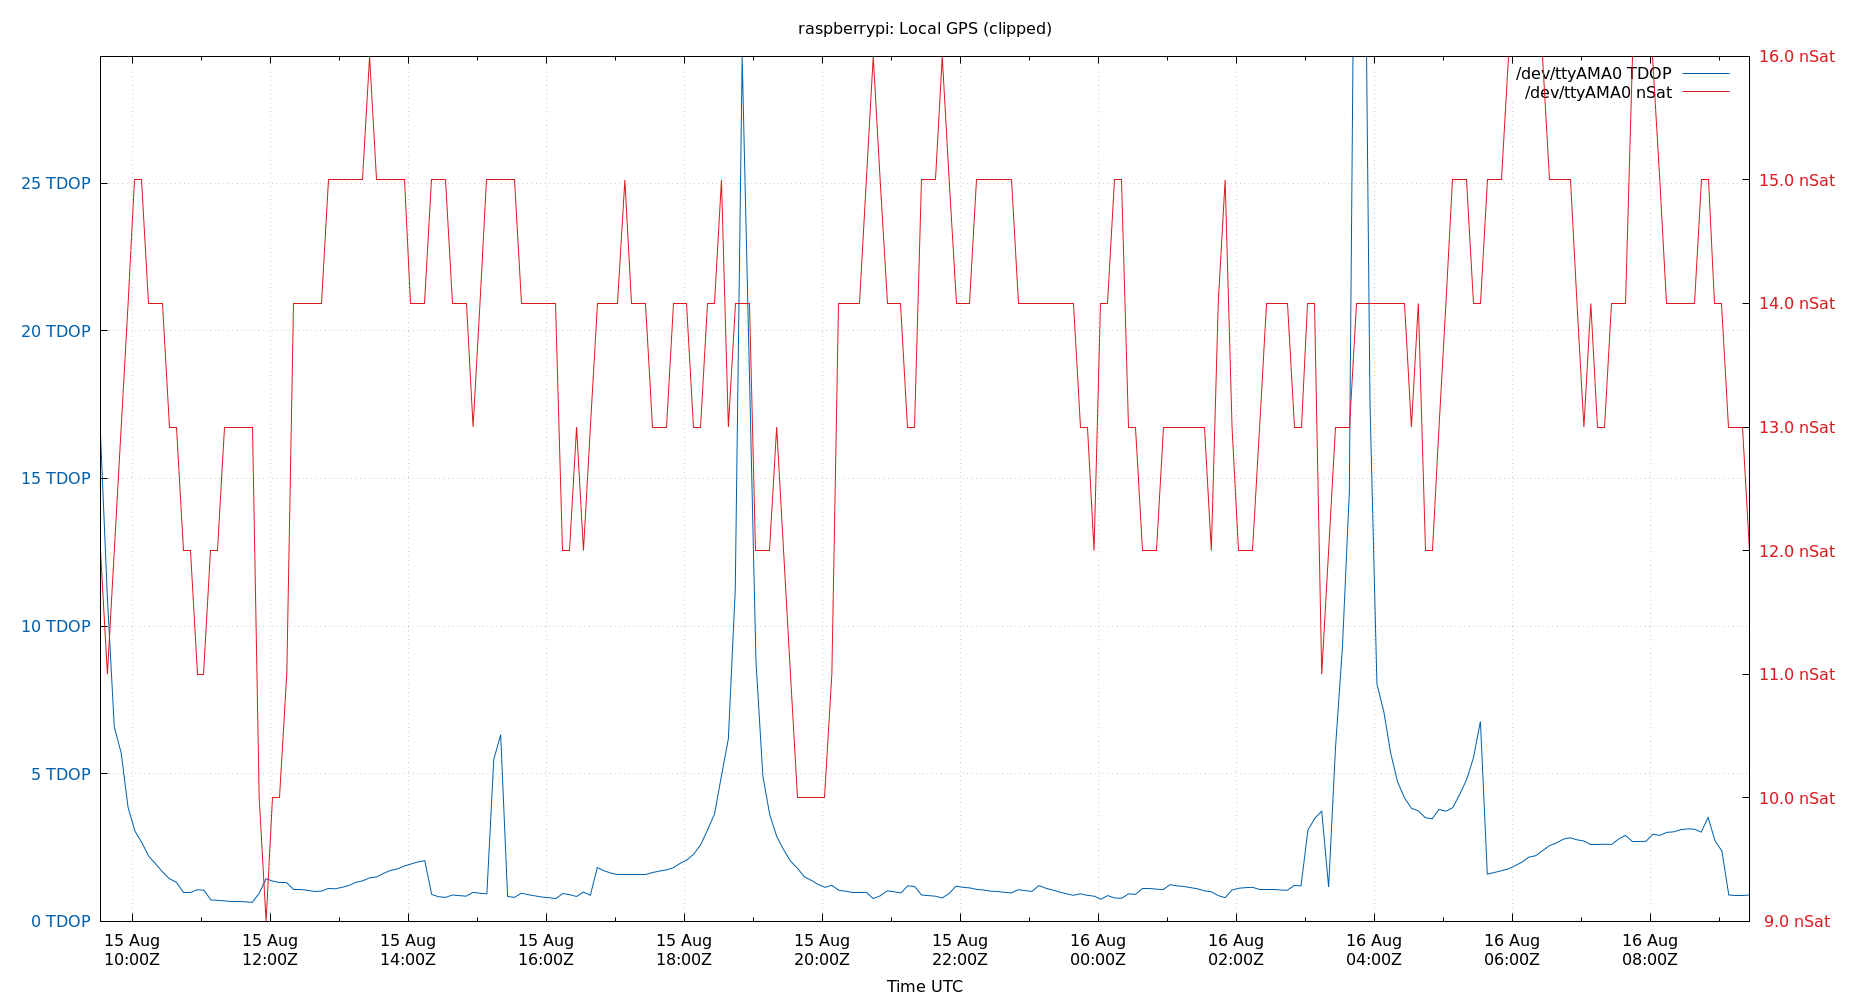 raspberrypi: Local GPS (clipped)
16.0 nSat
/dev/ttyAMA0 TDOP
/dev/ttyAMA0 nSat
25 TDOP
15.0 nSat
20 TDOP
14.0 nSat
13.0 nSat
15 TDOP
12.0 nSat
10 TDOP
11.0 nSat
5 TDOP
10.0 nSat
0 TDOP
9.0 nSat
15 Aug 15 Aug 15 Aug 15 Aug 15 Aug 15 Aug 15 Aug 16 Aug 16 Aug 16 Aug 16 Aug 16 Aug
10:00Z 12:00Z 14:00Z 16:00Z 18:00Z 20:00Z 22:00Z 00:00Z 02:00Z 04:00Z 06:00Z 08:00Z
Time UTC